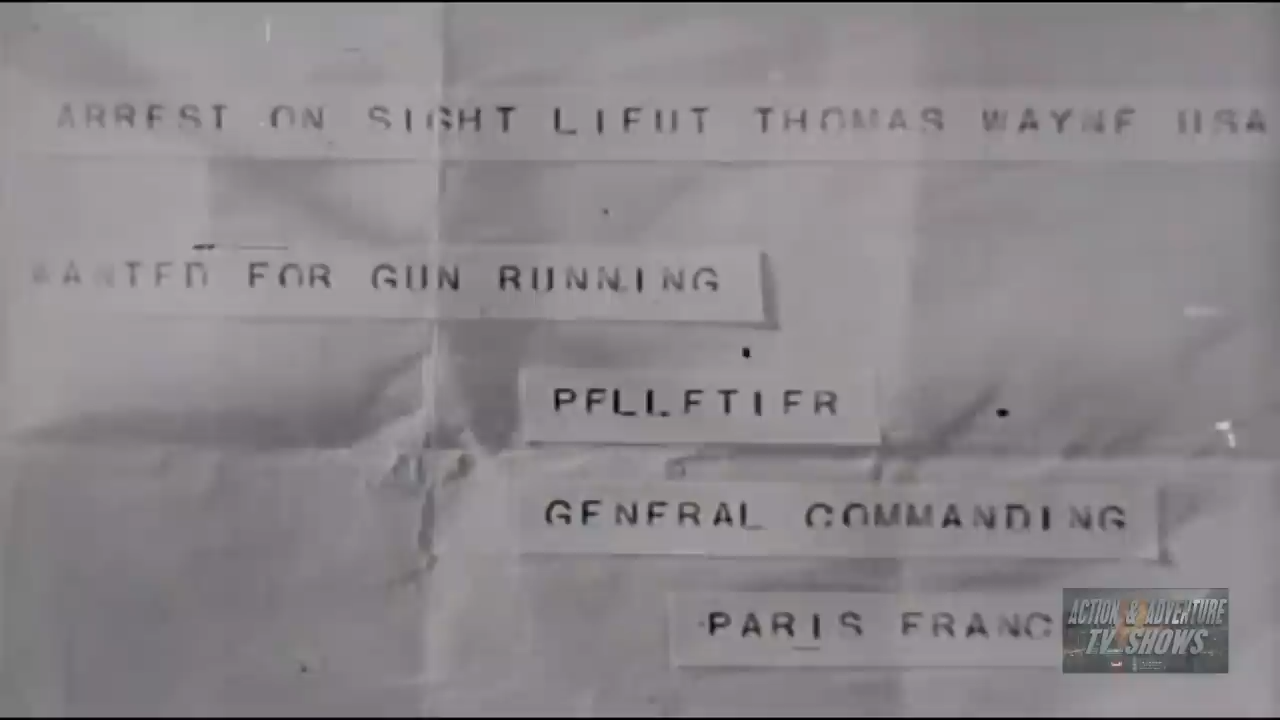 ARREST ON SIGHT LIEUT THOMAS WAYNE USA
WANTED FOR GUN RUNNING
PELLETIER
GENERAL COMMANDING
PARIS FRANC
ACTION & ADVENTURE
TV SHOWS